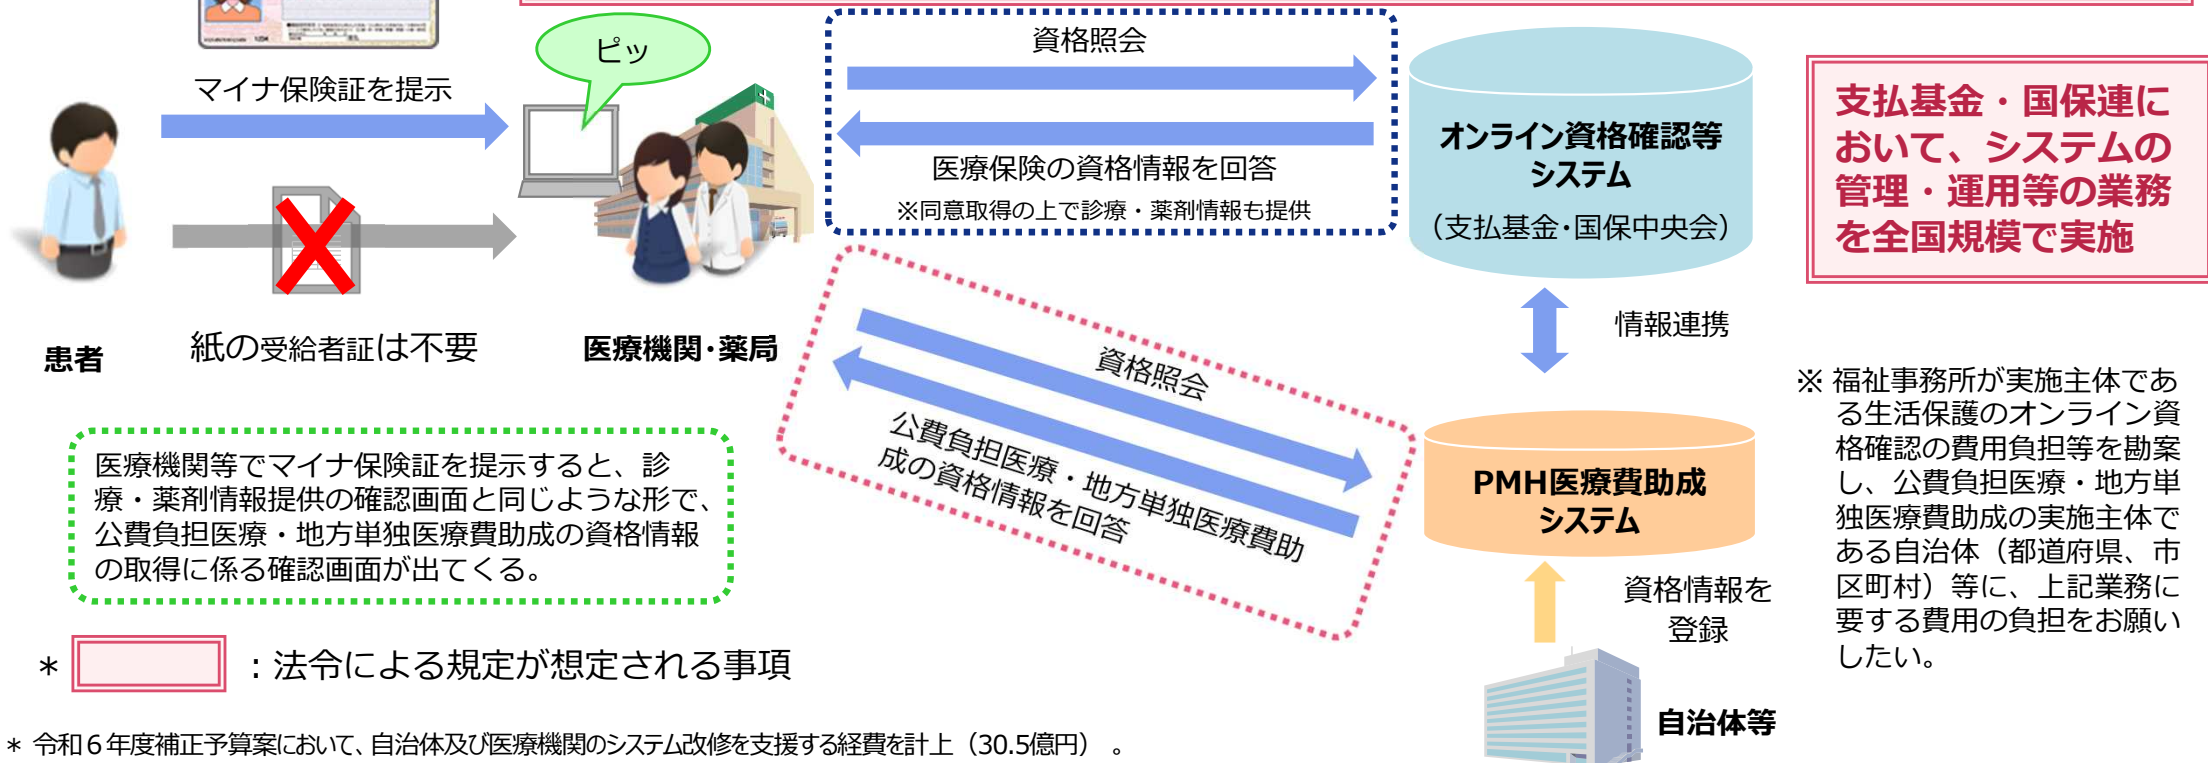 ピッ
マイナ保険証を提示
紙の受給者証は不要
患者
医療機関・薬局
資格照会
医療保険の資格情報を回答
※同意取得の上で診療・薬剤情報も提供
オンライン資格確認等
システム
（支払基金・国保中央会）
支払基金・国保連に
おいて、システムの
管理・運用等の業務
を全国規模で実施
情報連携
資格照会
公費負担医療・地方単独医療費助
成の資格情報を回答
PMH医療費助成
システム
資格情報を
登録
自治体等
※ 福祉事務所が実施主体であ
る生活保護のオンライン資
格確認の費用負担等を勘案
し、公費負担医療・地方単
独医療費助成の実施主体で
ある自治体（都道府県、市
区町村）等に、上記業務に
要する費用の負担をお願い
したい。
医療機関等でマイナ保険証を提示すると、診
療・薬剤情報提供の確認画面と同じような形で、
公費負担医療・地方単独医療費助成の資格情報
の取得に係る確認画面が出てくる。
＊ ：法令による規定が想定される事項
＊ 令和６年度補正予算案において、自治体及び医療機関のシステム改修を支援する経費を計上（30.5億円）。